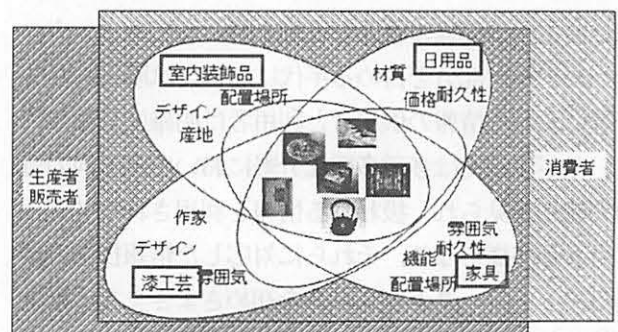 室内装飾品
日用品
材質
配置場所
価格
耐久性
デザイン
産地
生産者
販売者
消費者
作家
デザイン
雰囲気
漆工芸
雰囲気
耐久性
機能
配置場所
家具